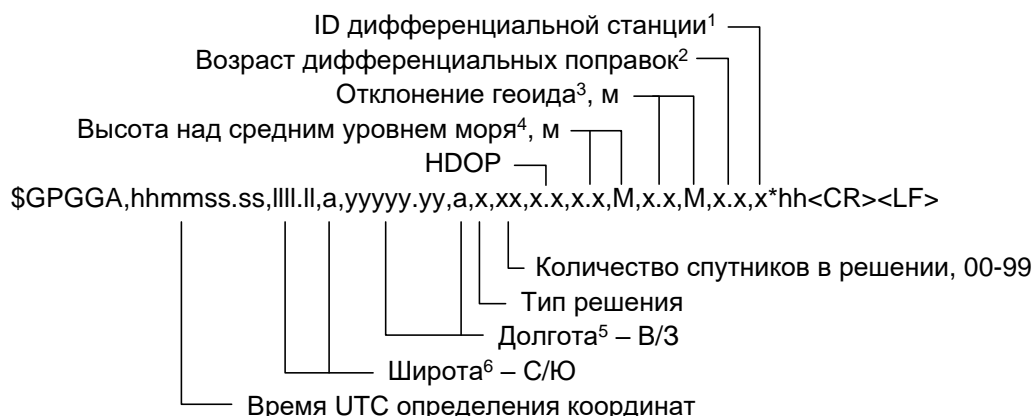 ID дифференциальной станции¹
Возраст дифференциальных поправок²
Отклонение геоида³, м
Высота над средним уровнем моря⁴, м
HDOP
$GPGGA,hhmmss.ss,llll.ll,a,yyyyy.yy,a,x,xx,x.x,x.x,M,x.x,M,x.x,x*hh<CR><LF>
Количество спутников в решении, 00-99
Тип решения
Долгота⁵ – В/З
Широта⁶ – С/Ю
Время UTC определения координат